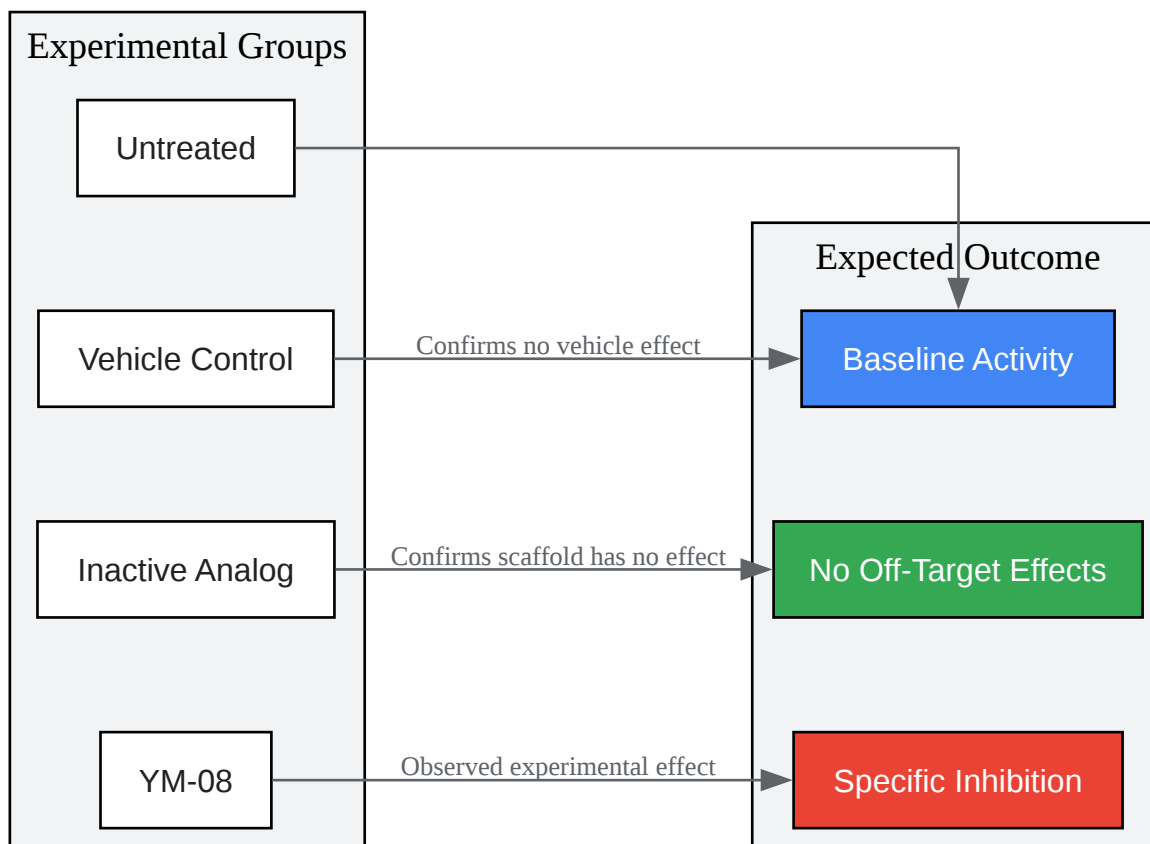 Experimental Groups
Untreated
Expected Outcome
Vehicle Control
Confirms no vehicle effect
Baseline Activity
Inactive Analog
Confirms scaffold has no effect
No Off-Target Effects
YM-08
Observed experimental effect
Specific Inhibition